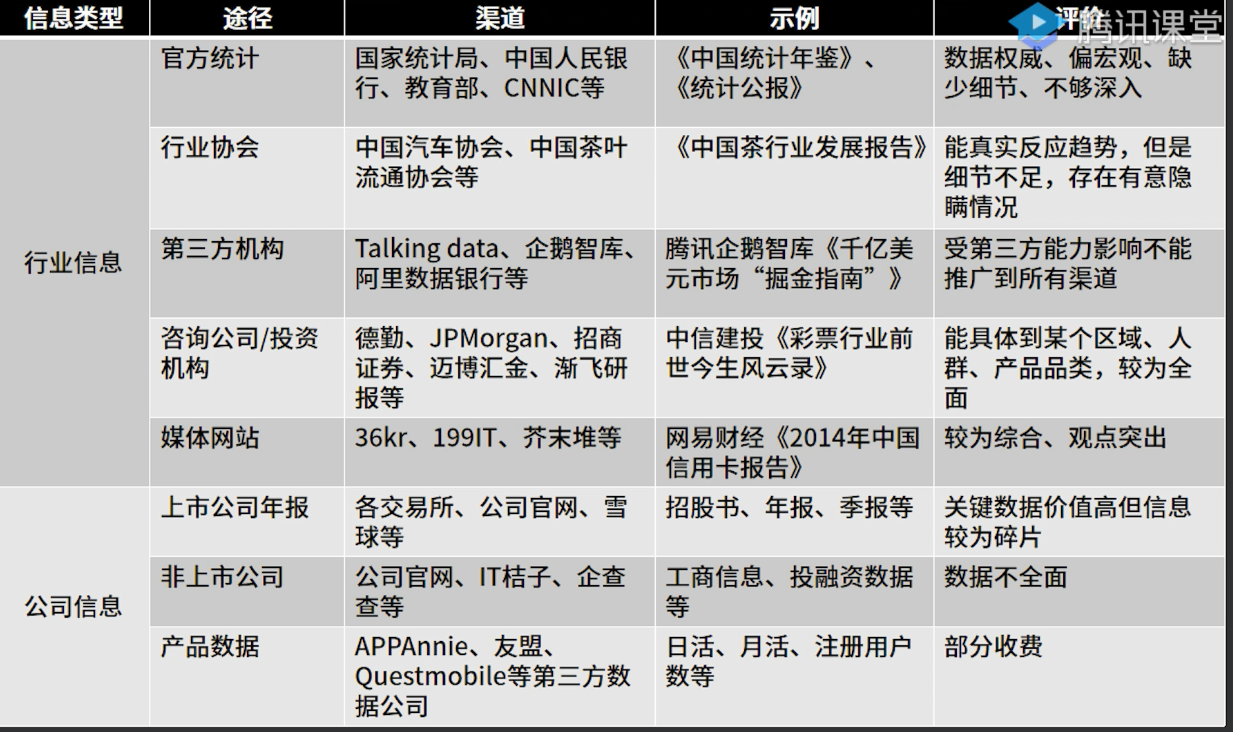 信息类型 途径 渠道 示例 评价
腾讯课堂
行业信息
官方统计
国家统计局、中国人民银
行、教育部、CNNIC等
《中国统计年鉴》、
《统计公报》
数据权威、偏宏观、缺
少细节、不够深入
行业协会
中国汽车协会、中国茶叶
流通协会等
《中国茶行业发展报告》
能真实反应趋势，但是
细节不足，存在有意隐
瞒情况
第三方机构
Talking data、企鹅智库、
阿里数据银行等
腾讯企鹅智库《千亿美
元市场“掘金指南”》
受第三方能力影响不能
推广到所有渠道
咨询公司/投资
机构
德勤、JPMorgan、招商
证券、迈博汇金、渐飞研
报等
中信建投《彩票行业前
世今生风云录》
能具体到某个区域、人
群、产品品类，较为全
面
媒体网站
36kr、199IT、芥末堆等
网易财经《2014年中国
信用卡报告》
较为综合、观点突出
公司信息
上市公司年报
各交易所、公司官网、雪
球等
招股书、年报、季报等
关键数据价值高但信息
较为碎片
非上市公司
公司官网、IT桔子、企查
查等
工商信息、投融资数据
等
数据不全面
产品数据
APPAnnie、友盟、
Questmobile等第三方数
据公司
日活、月活、注册用户
数等
部分收费